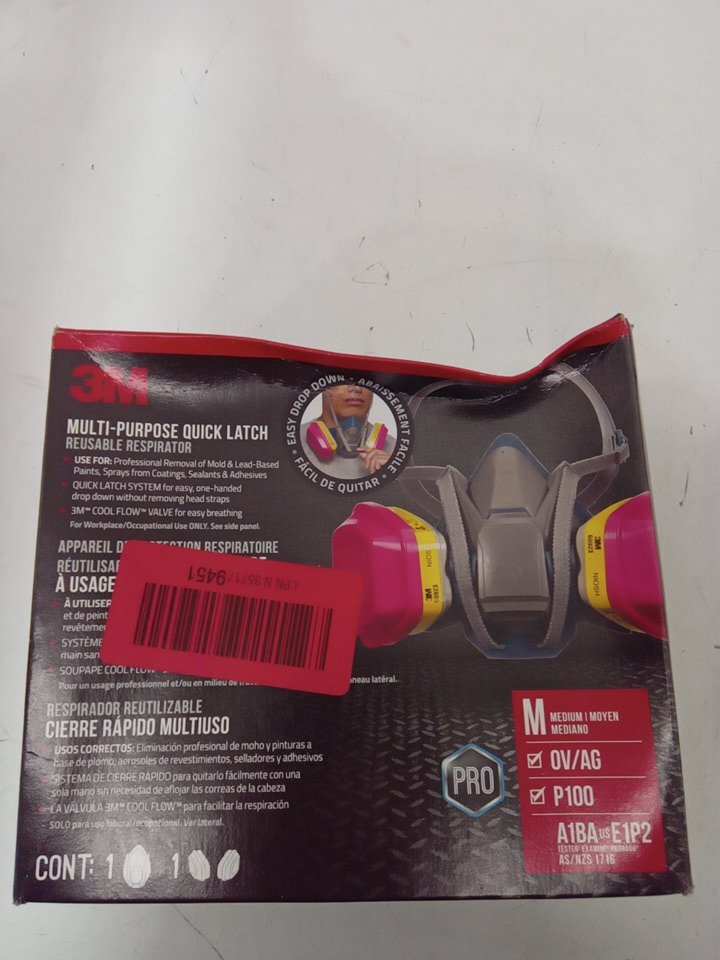 3M
MULTI-PURPOSE QUICK LATCH
REUSABLE RESPIRATOR
USE FOR: Professional Removal of Mold & Lead-Based
Paints, Sprays from Coatings, Sealants & Adhesives
QUICK LATCH SYSTEM for easy, one-handed
drop down without removing head straps
3M™ COOL FLOW™ VALVE for easy breathing
For Workplace/Occupational Use ONLY. See side panel.
EASY DROP DOWN - ABAISSEMENT FACILE
- FÁCIL DE QUITAR -
APPAREIL DE RESPIRATOIRE
À USAGE
À UTILISER
et de
SYSTÈME
main
SOUPAPE COOL FLOW
Pour un usage professionnel et/ou en milieu de
latéral.
LPN N 35717 9451
3M
NIOSH
3M
RESPIRADOR REUTILIZABLE
CIERRE RÁPIDO MULTIUSO
USOS CORRECTOS: Eliminación profesional de moho y pinturas a
base de plomo, aerosoles de revestimientos, selladores y adhesivos
SISTEMA DE CIERRE RÁPIDO para quitarlo fácilmente con una
sola mano sin necesidad de aflojar las correas de la cabeza
LA VÁLVULA 3M™ COOL FLOW™ para facilitar la respiración
SOLO para uso laboral/ocupacional. Ver lateral.
CONT: 1 1
PRO
M MEDIUM | MOYEN
MEDIANO
OV/AG
P100
A1BA US E1P2
TESTED/ EXAMINÉ/ PROBADO/
AS/NZS 1716